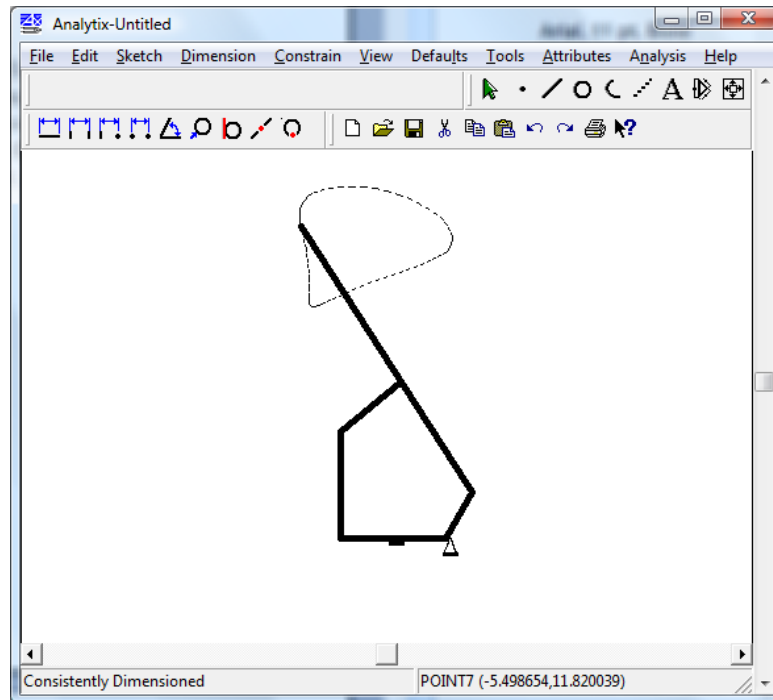 Analytix-Untitled
File Edit Sketch Dimension Constrain View Defaults Tools Attributes Analysis Help
A
Consistently Dimensioned POINT7 (-5.498654,11.820039)